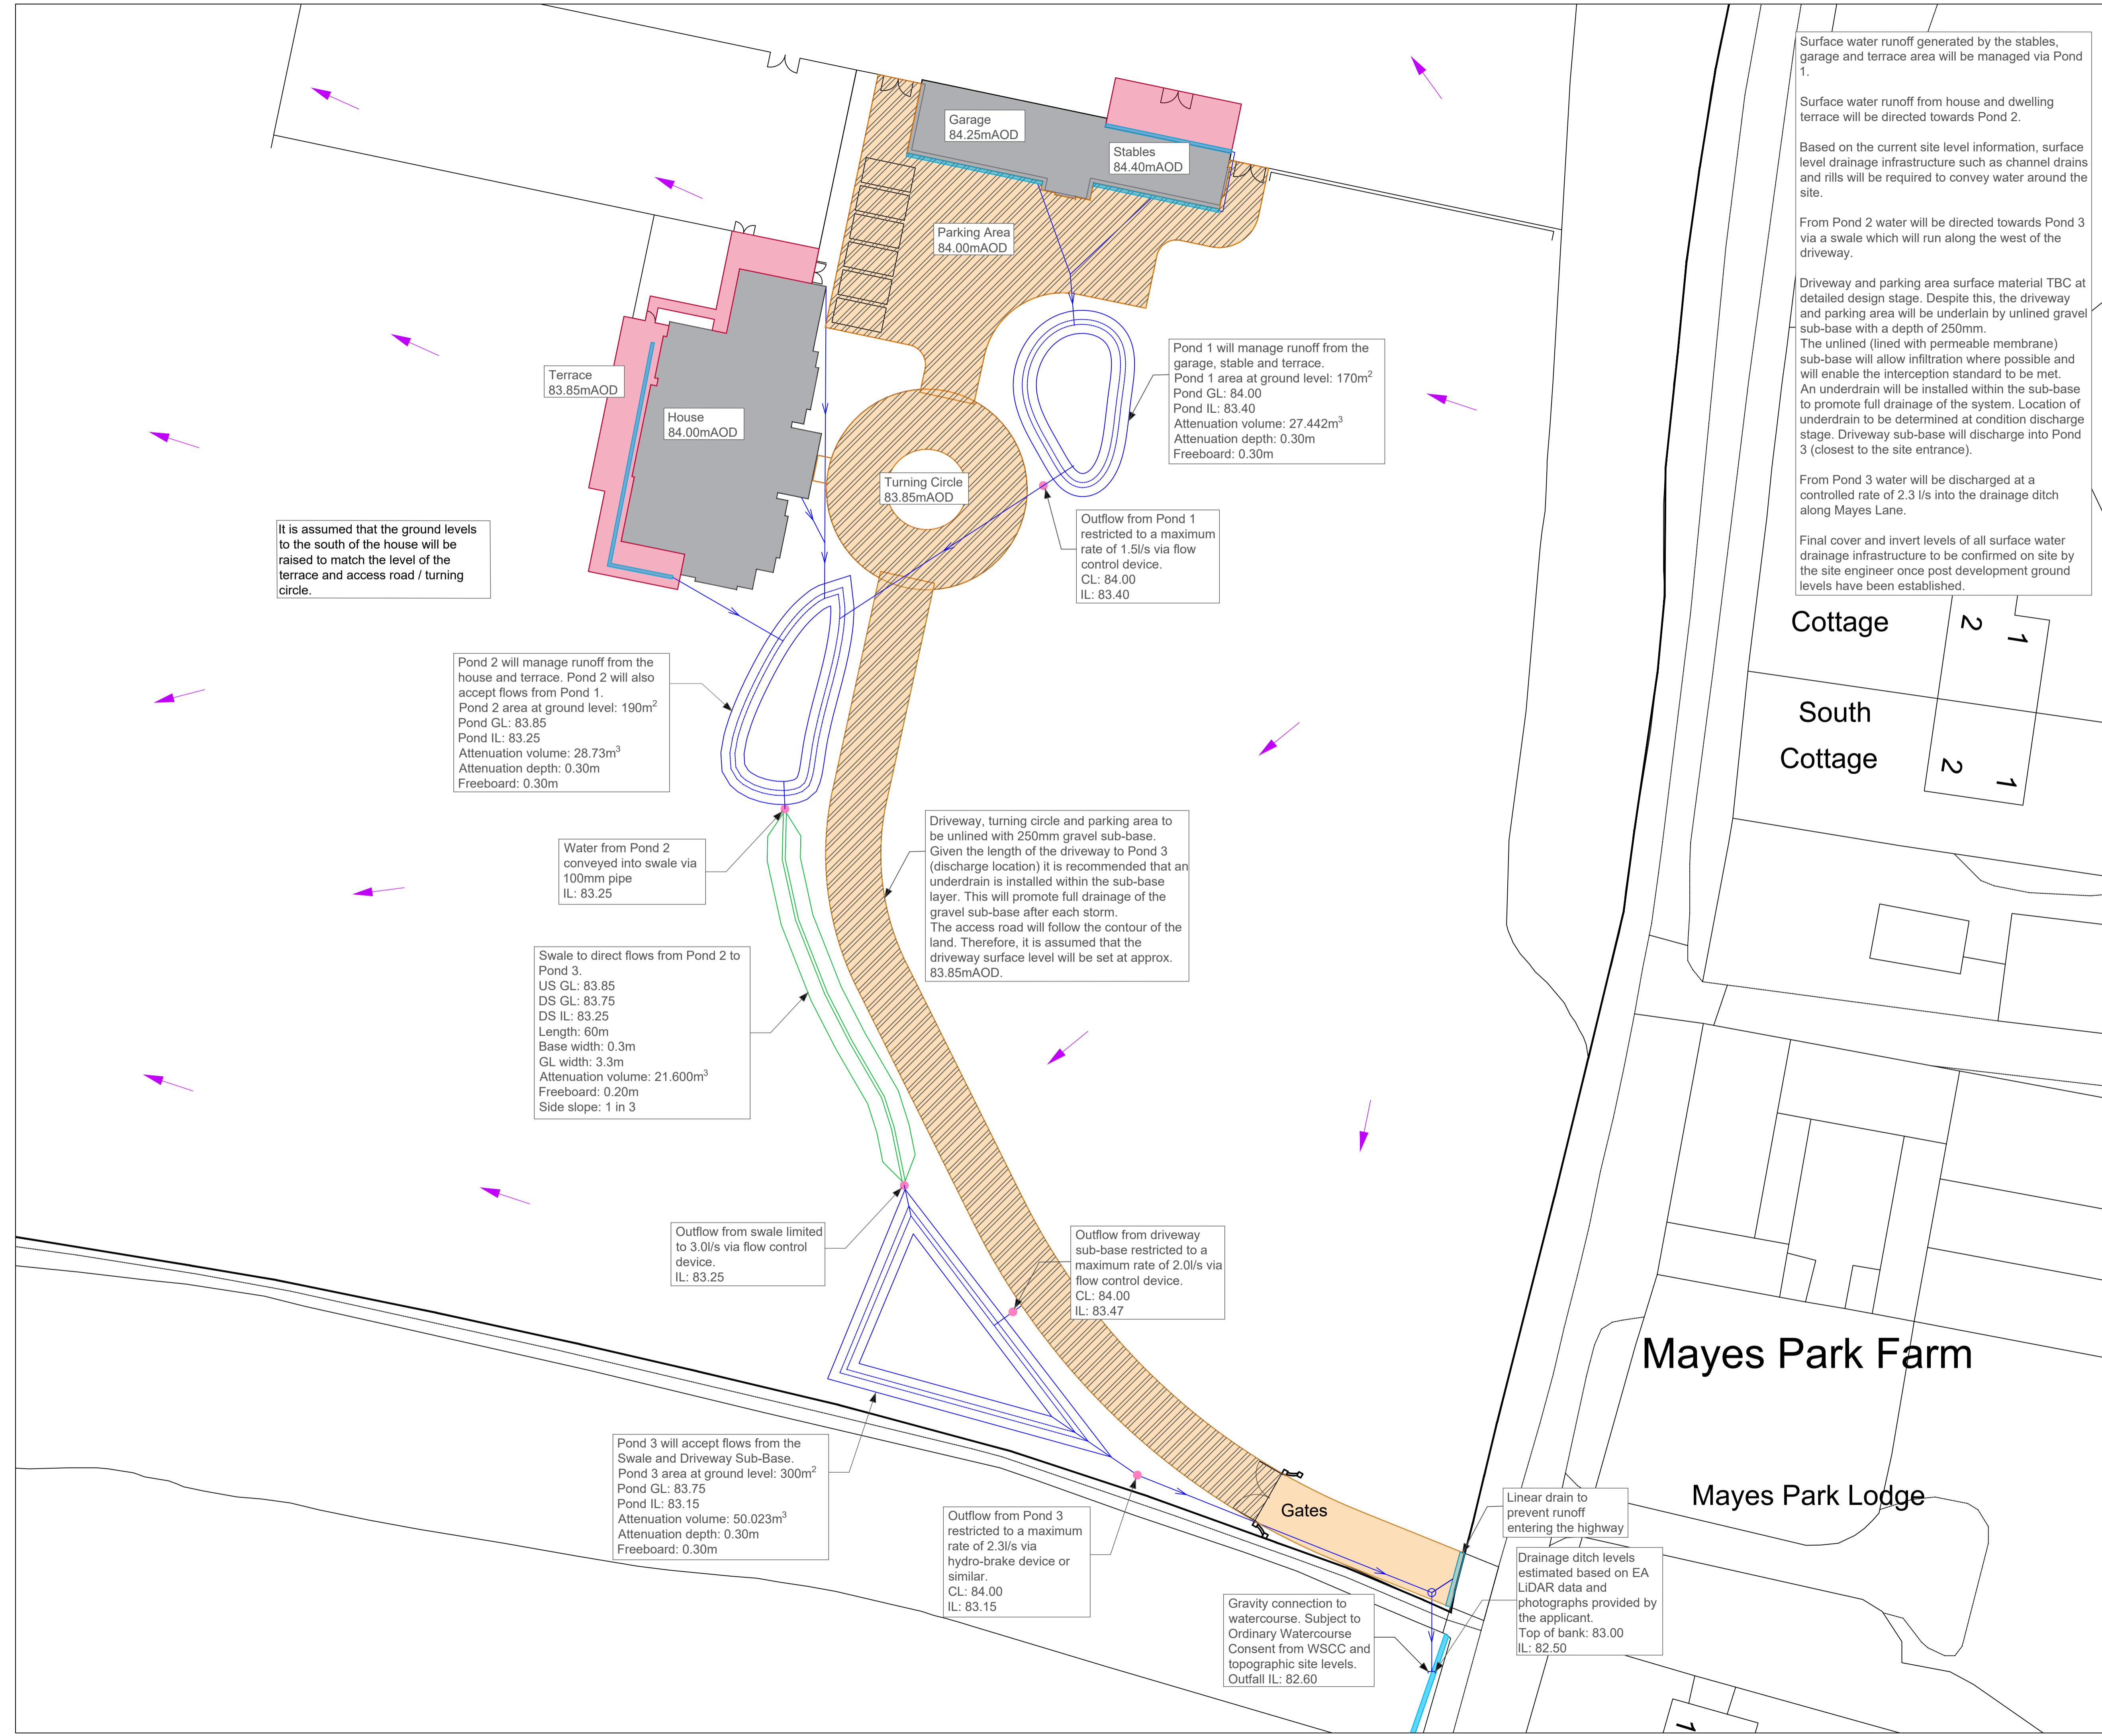 Surface water runoff generated by the stables,
garage and terrace area will be managed via Pond
1.
Surface water runoff from house and dwelling
terrace will be directed towards Pond 2.
Based on the current site level information, surface
level drainage infrastructure such as channel drains
and rills will be required to convey water around the
site.
From Pond 2 water will be directed towards Pond 3
via a swale which will run along the west of the
driveway.
Driveway and parking area surface material TBC at
detailed design stage. Despite this, the driveway
and parking area will be underlain by unlined gravel
sub-base with a depth of 250mm.
The unlined (lined with permeable membrane)
sub-base will allow infiltration where possible and
will enable the interception standard to be met.
An underdrain will be installed within the sub-base
to promote full drainage of the system. Location of
underdrain to be determined at condition discharge
stage. Driveway sub-base will discharge into Pond
3 (closest to the site entrance).
From Pond 3 water will be discharged at a
controlled rate of 2.3 l/s into the drainage ditch
along Mayes Lane.
Final cover and invert levels of all surface water
drainage infrastructure to be confirmed on site by
the site engineer once post development ground
levels have been established.
Garage
84.25mAOD
Stables
84.40mAOD
Parking Area
84.00mAOD
Terrace
83.85mAOD
House
84.00mAOD
Turning Circle
83.85mAOD
Pond 1 will manage runoff from the
garage, stable and terrace.
Pond 1 area at ground level: 170m²
Pond GL: 84.00
Pond IL: 83.40
Attenuation volume: 27.442m³
Attenuation depth: 0.30m
Freeboard: 0.30m
Outflow from Pond 1
restricted to a maximum
rate of 1.5l/s via flow
control device.
CL: 84.00
IL: 83.40
It is assumed that the ground levels
to the south of the house will be
raised to match the level of the
terrace and access road / turning
circle.
Pond 2 will manage runoff from the
house and terrace. Pond 2 will also
accept flows from Pond 1.
Pond 2 area at ground level: 190m²
Pond GL: 83.85
Pond IL: 83.25
Attenuation volume: 28.73m³
Attenuation depth: 0.30m
Freeboard: 0.30m
Cottage
2
1
South
Cottage
2
1
Water from Pond 2
conveyed into swale via
100mm pipe
IL: 83.25
Driveway, turning circle and parking area to
be unlined with 250mm gravel sub-base.
Given the length of the driveway to Pond 3
(discharge location) it is recommended that an
underdrain is installed within the sub-base
layer. This will promote full drainage of the
gravel sub-base after each storm.
The access road will follow the contour of the
land. Therefore, it is assumed that the
driveway surface level will be set at approx.
83.85mAOD.
Swale to direct flows from Pond 2 to
Pond 3.
US GL: 83.85
DS GL: 83.75
DS IL: 83.25
Length: 60m
Base width: 0.3m
GL width: 3.3m
Attenuation volume: 21.600m³
Freeboard: 0.20m
Side slope: 1 in 3
Outflow from swale limited
to 3.0l/s via flow control
device.
IL: 83.25
Outflow from driveway
sub-base restricted to a
maximum rate of 2.0l/s via
flow control device.
CL: 84.00
IL: 83.47
Mayes Park Farm
Pond 3 will accept flows from the
Swale and Driveway Sub-Base.
Pond 3 area at ground level: 300m²
Pond GL: 83.75
Pond IL: 83.15
Attenuation volume: 50.023m³
Attenuation depth: 0.30m
Freeboard: 0.30m
Outflow from Pond 3
restricted to a maximum
rate of 2.3l/s via
hydro-brake device or
similar.
CL: 84.00
IL: 83.15
Gates
Linear drain to
prevent runoff
entering the highway
Mayes Park Lodge
Drainage ditch levels
estimated based on EA
LiDAR data and
photographs provided by
the applicant.
Top of bank: 83.00
IL: 82.50
Gravity connection to
watercourse. Subject to
Ordinary Watercourse
Consent from WSCC and
topographic site levels.
Outfall IL: 82.60
1